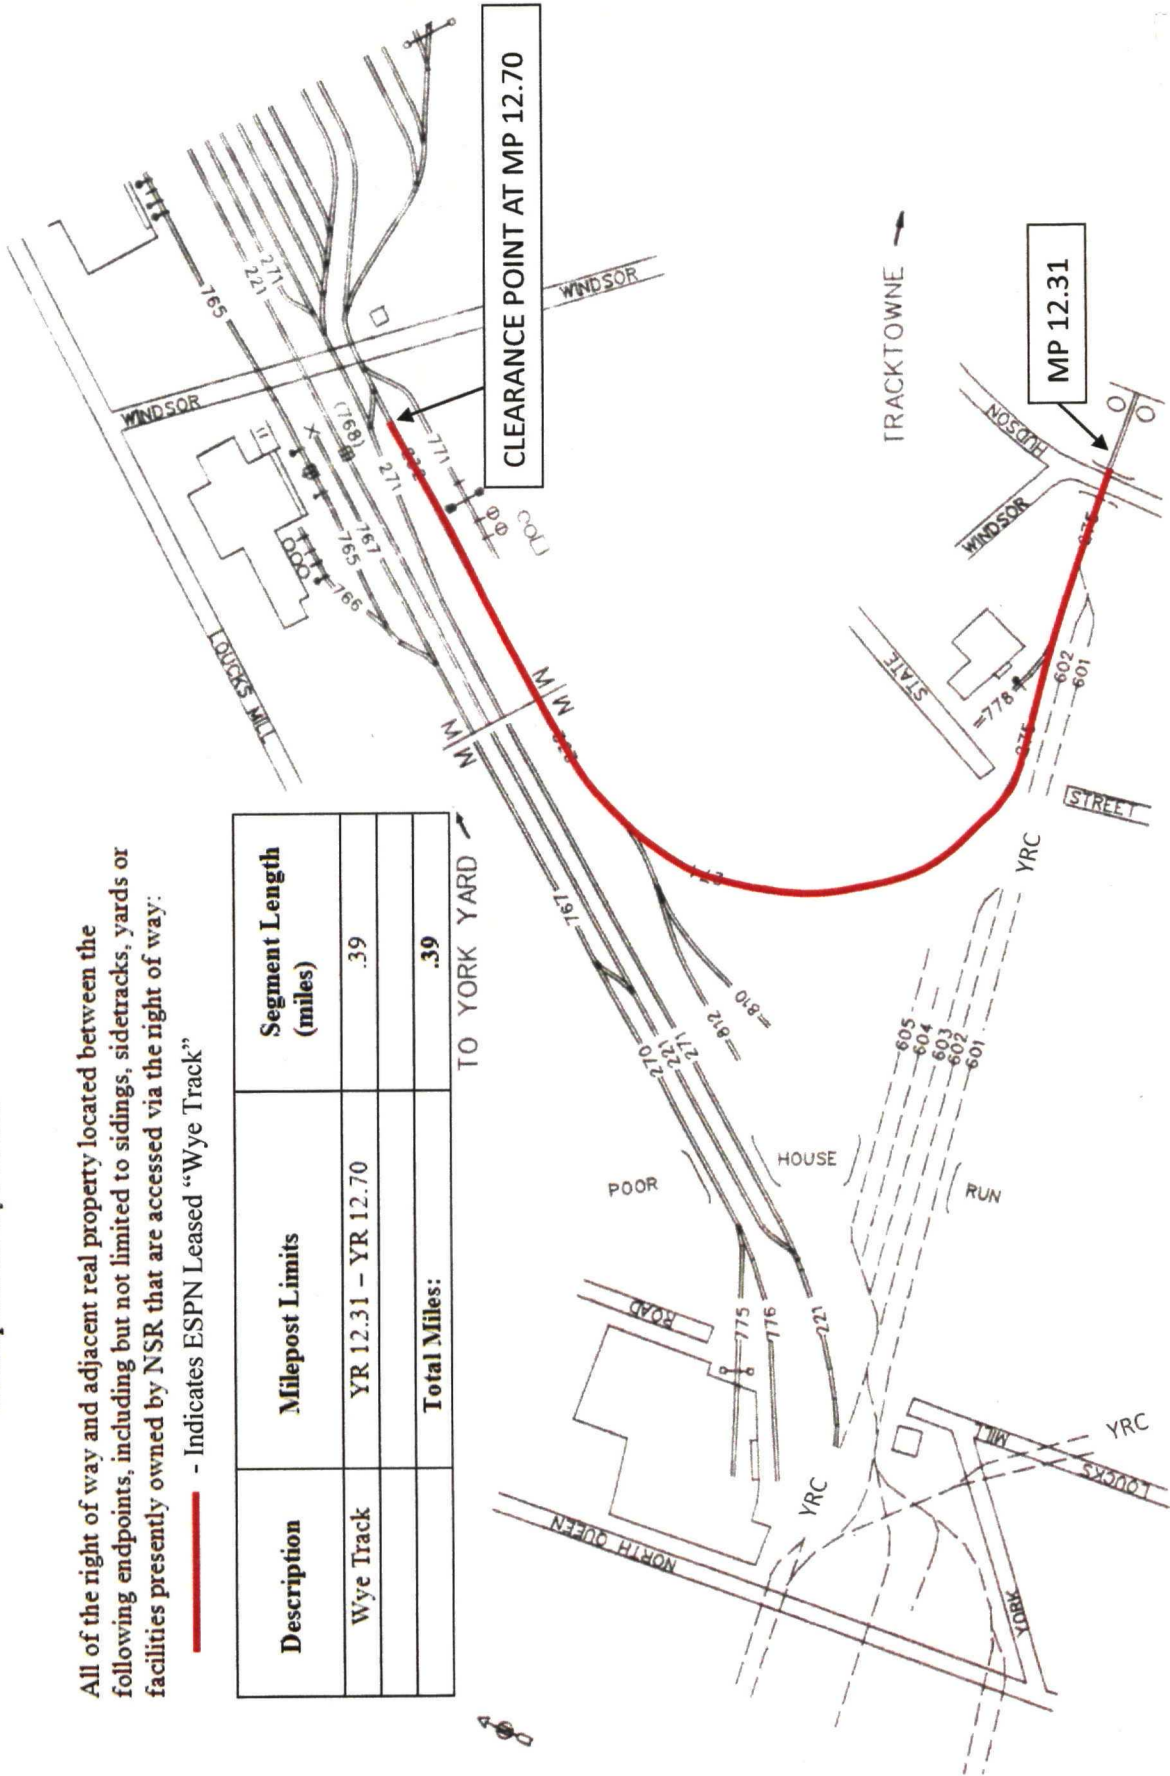 All of the right of way and adjacent real property located between the
following endpoints, including but not limited to sidings, sidetracks, yards or
facilities presently owned by NSR that are accessed via the right of way:
- Indicates ESPN Leased “Wye Track”
Description Milepost Limits Segment Length (miles)
Wye Track YR 12.31 – YR 12.70 .39
Total Miles: .39
TO YORK YARD
LOUCKS MILL
WINDSOR
WINDSOR
765
221
271
(768)
X
271
771
767
765
766
CLEARANCE POINT AT MP 12.70
M W
M W
TRACKTOWNE
MP 12.31
HUDSON
WINDSOR
STATE
STREET
778
602
601
YRC
767
812
810
270
221
271
605
604
603
602
601
POOR
HOUSE
RUN
ROAD
775
776
221
YRC
NORTH QUEEN
MILL
LOUCKS
YORK
YRC